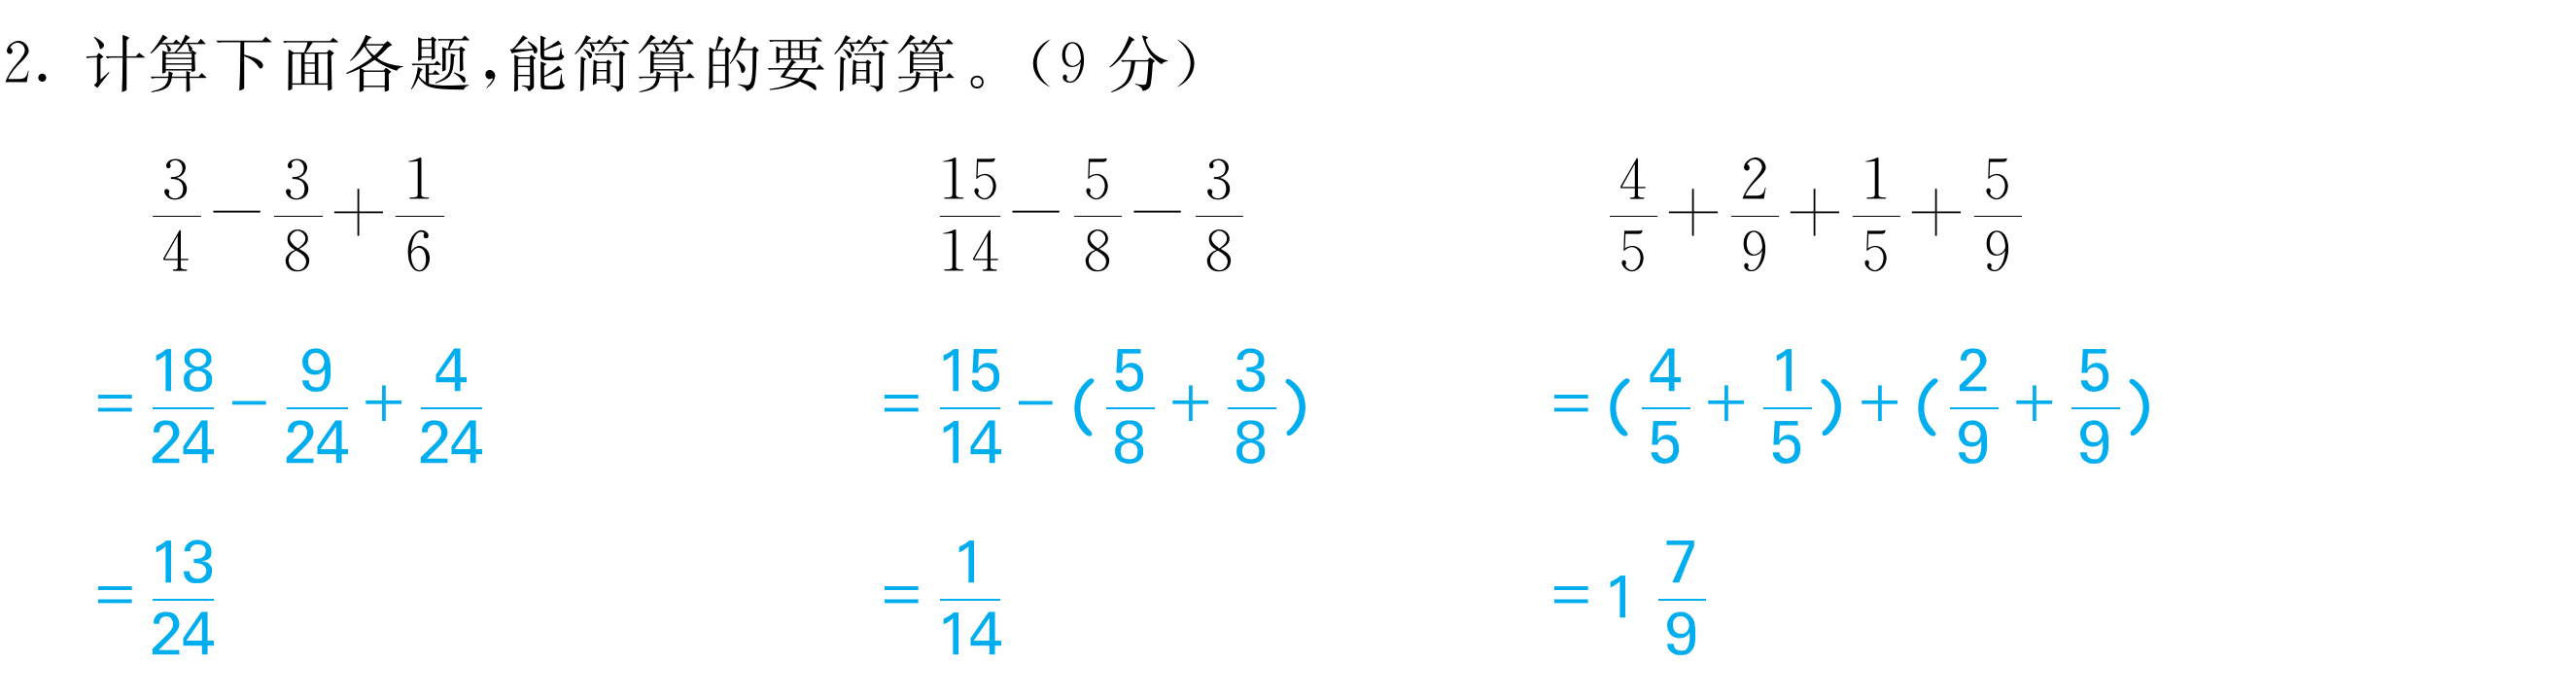 2. 计算下面各题,能简算的要简算。(9 分)
3/4 - 3/8 + 1/6    15/14 - 5/8 - 3/8    4/5 + 2/9 + 1/5 + 5/9
= 18/24 - 9/24 + 4/24    = 15/14 - (5/8 + 3/8)    = (4/5 + 1/5) + (2/9 + 5/9)
= 13/24    = 1/14    = 1 7/9